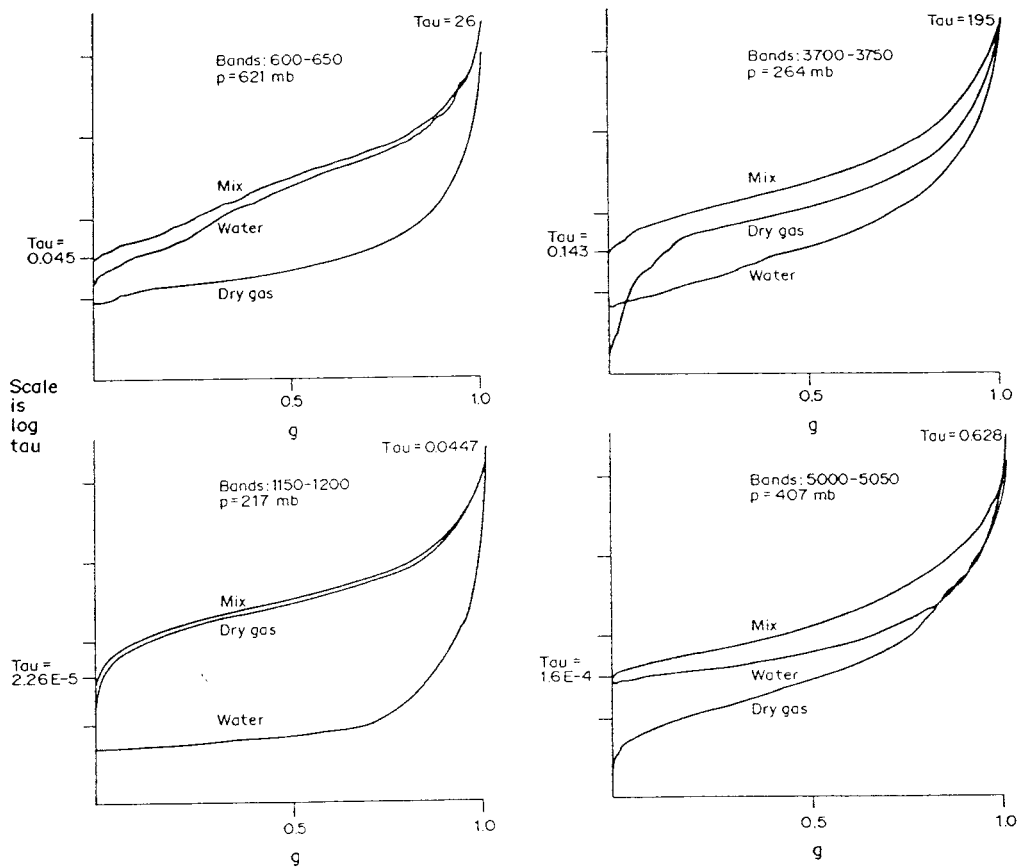 Tau = 26
Bands: 600-650
p = 621 mb
Mix
Water
Dry gas
Tau =
0.045
0.5
1.0
g
Tau = 195
Bands: 3700-3750
p = 264 mb
Mix
Dry gas
Water
Tau =
0.143
0.5
1.0
g
Scale
is
log
tau
Tau = 0.0447
Bands: 1150-1200
p = 217 mb
Mix
Dry gas
Water
Tau =
2.26E-5
0.5
1.0
g
Tau = 0.628
Bands: 5000-5050
p = 407 mb
Mix
Water
Dry gas
Tau =
1.6E-4
0.5
1.0
g